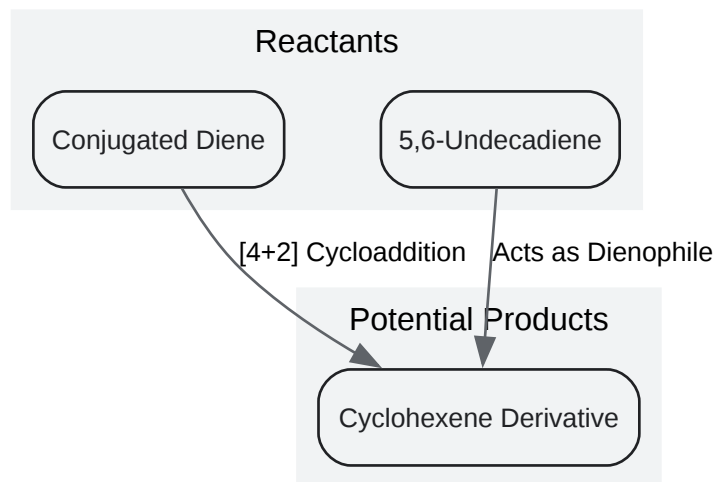 Reactants
Conjugated Diene
5,6-Undecadiene
[4+2] Cycloaddition
Acts as Dienophile
Potential Products
Cyclohexene Derivative